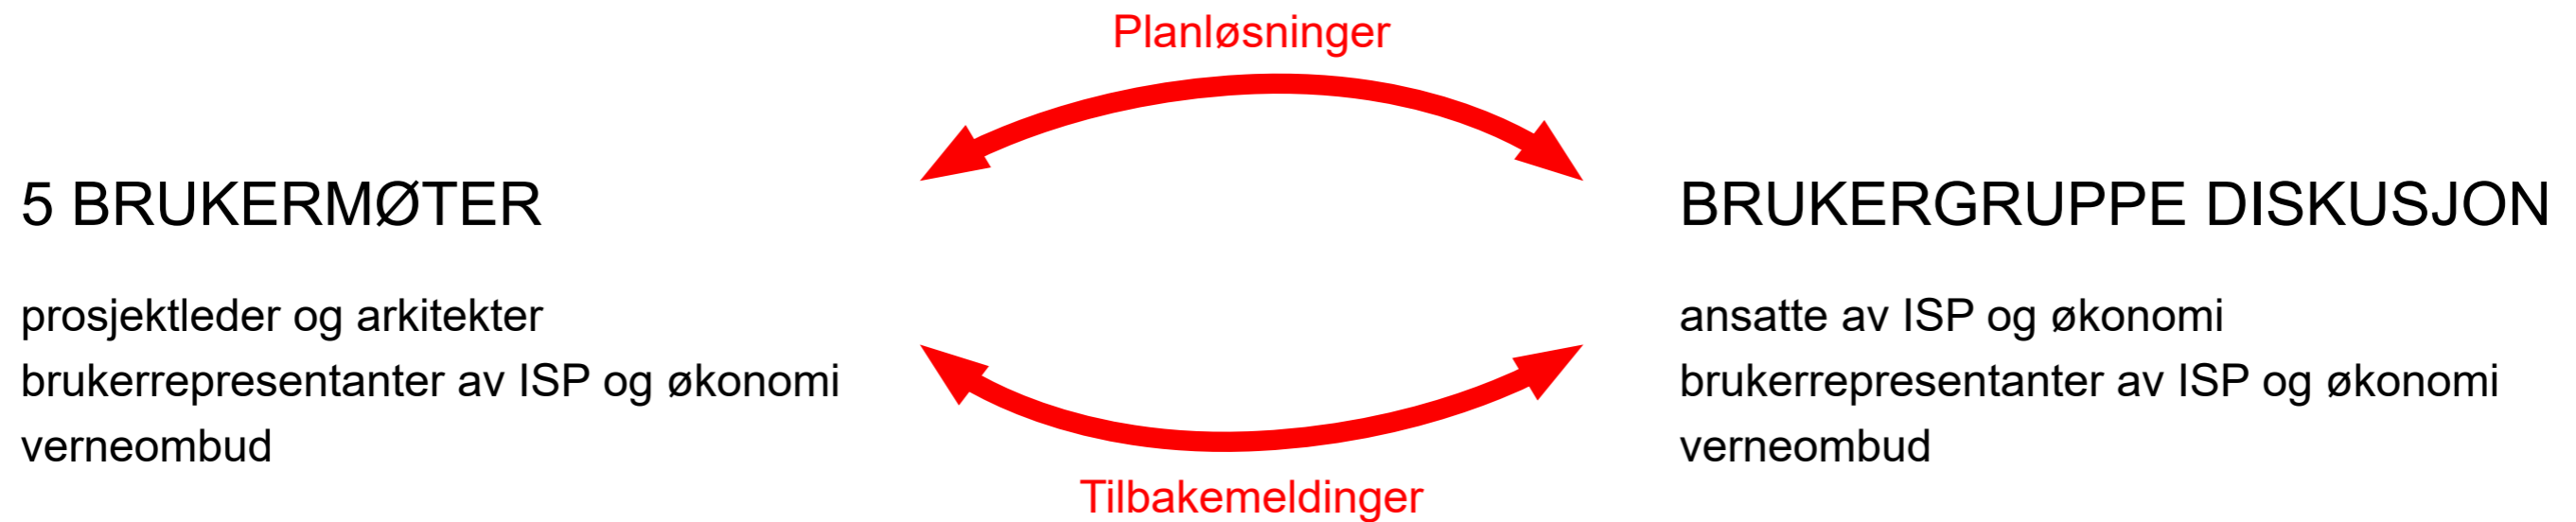 Planløsninger
5 BRUKERMØTER
prosjektleder og arkitekter
brukerrepresentanter av ISP og økonomi
verneombud
BRUKERGRUPPE DISKUSJON
ansatte av ISP og økonomi
brukerrepresentanter av ISP og økonomi
verneombud
Tilbakemeldinger